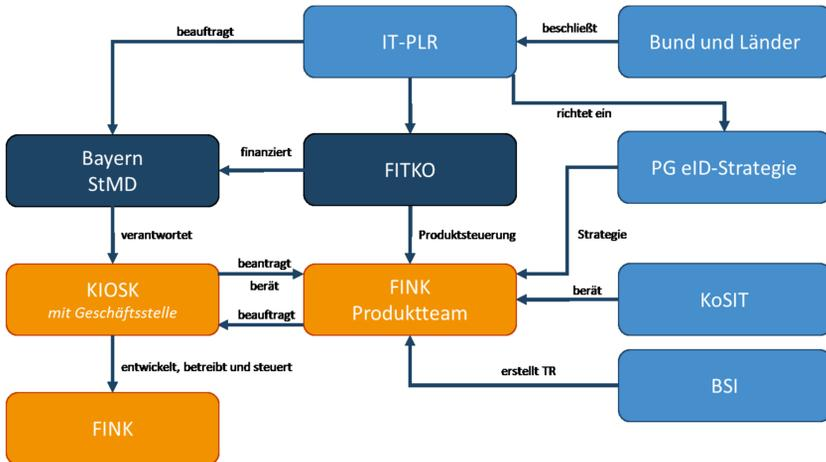 beauftragt
IT-PLR
beschließt
Bund und Länder
richtet ein
Bayern
StMD
finanziert
FITKO
PG eID-Strategie
verantwortet
Produktsteuerung
Strategie
KIOSK
mit Geschäftsstelle
beantragt
berät
beauftragt
FINK
Produktteam
berät
KoSIT
entwickelt, betreibt und steuert
erstellt TR
BSI
FINK